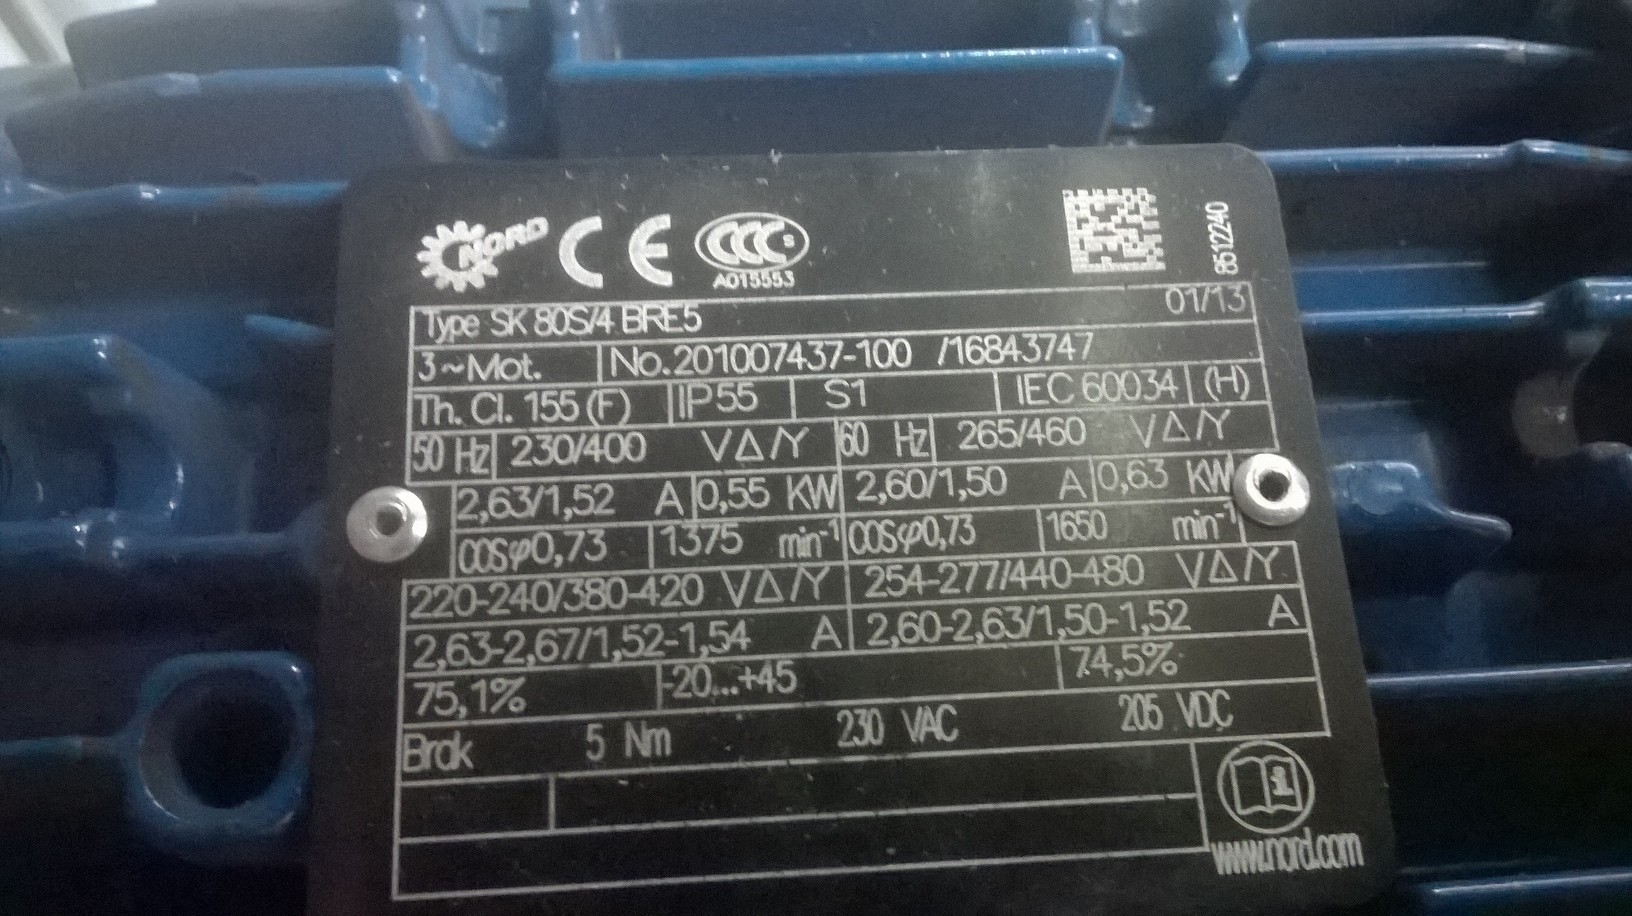 NORD CE CCC S
A015553
8512240
Type SK 80S/4 BRE5 01/13
3~Mot. No.201007437-100 /16843747
Th. Cl. 155 (F) IP55 S1 IEC 60034 (H)
50 Hz 230/400 V△/Y 60 Hz 265/460 V△/Y
2,63/1,52 A 0,55 KW 2,60/1,50 A 0,63 KW
cosφ0,73 1375 min-1 cosφ0,73 1650 min-1
220-240/380-420 V△/Y 254-277/440-480 V△/Y
2,63-2,67/1,52-1,54 A 2,60-2,63/1,50-1,52 A
75,1% -20...+45 74,5%
Brak 5 Nm 230 VAC 205 VDC
i
www.nord.com